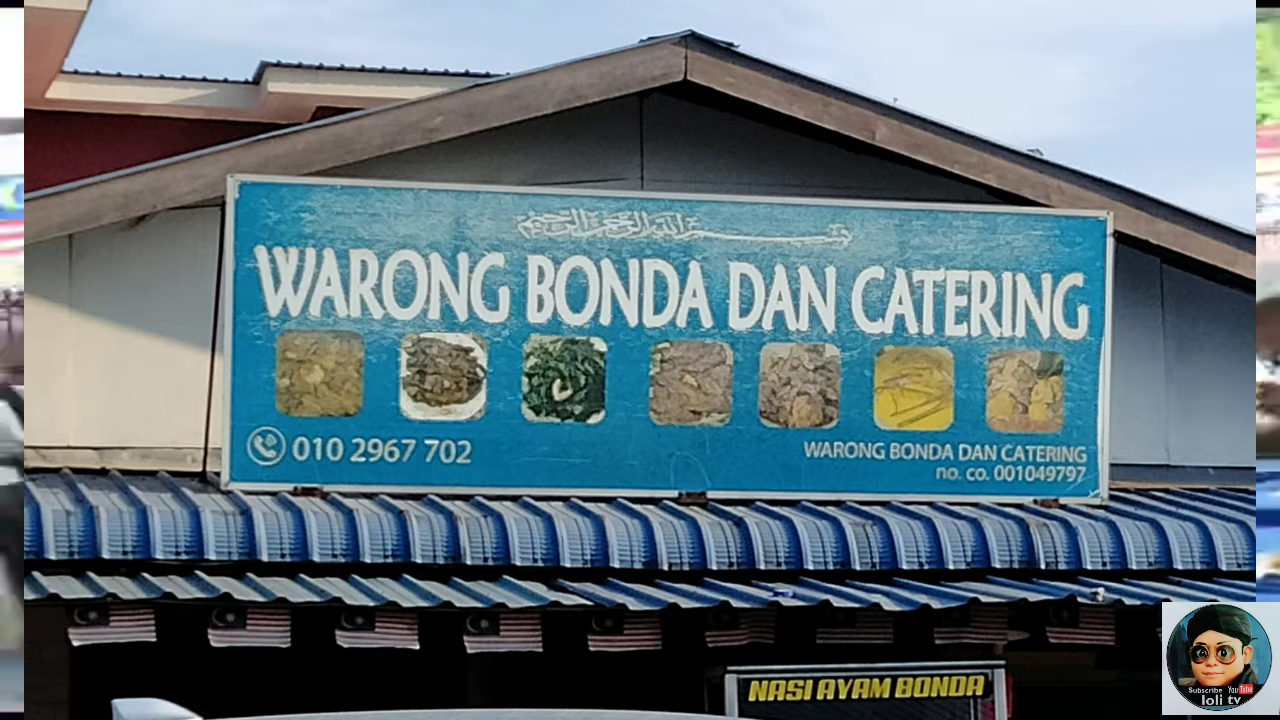 بسم الله الرحمن الرحيم
WARONG BONDA DAN CATERING
010 2967 702
WARONG BONDA DAN CATERING
no. co. 001049797
NASI AYAM BONDA
Subscribe YouTube
loli tv